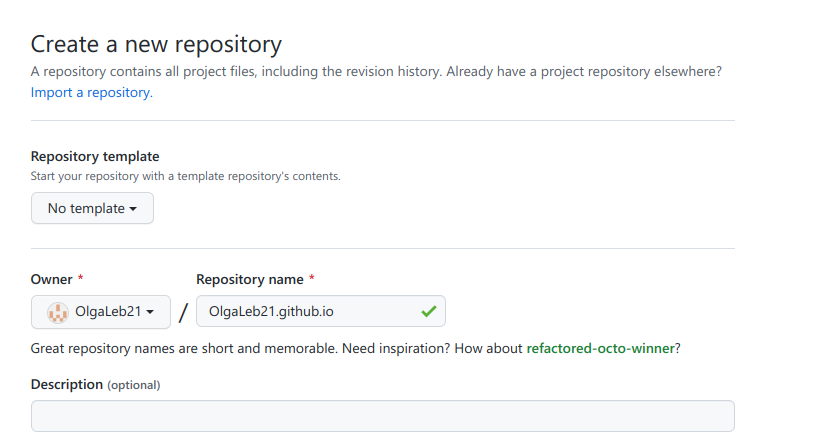 Create a new repository
A repository contains all project files, including the revision history. Already have a project repository elsewhere?
Import a repository.
Repository template
Start your repository with a template repository's contents.
No template
Owner * Repository name *
OlgaLeb21 / OlgaLeb21.github.io
Great repository names are short and memorable. Need inspiration? How about refactored-octo-winner?
Description (optional)